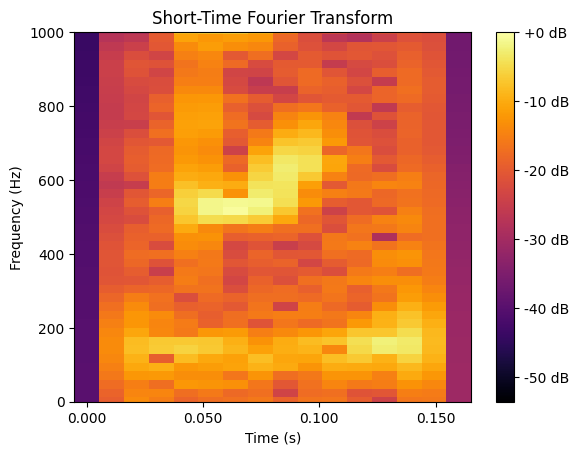 Short-Time Fourier Transform
Frequency (Hz)
1000
800
600
400
200
0
0.000
0.050
0.100
0.150
Time (s)
+0 dB
-10 dB
-20 dB
-30 dB
-40 dB
-50 dB